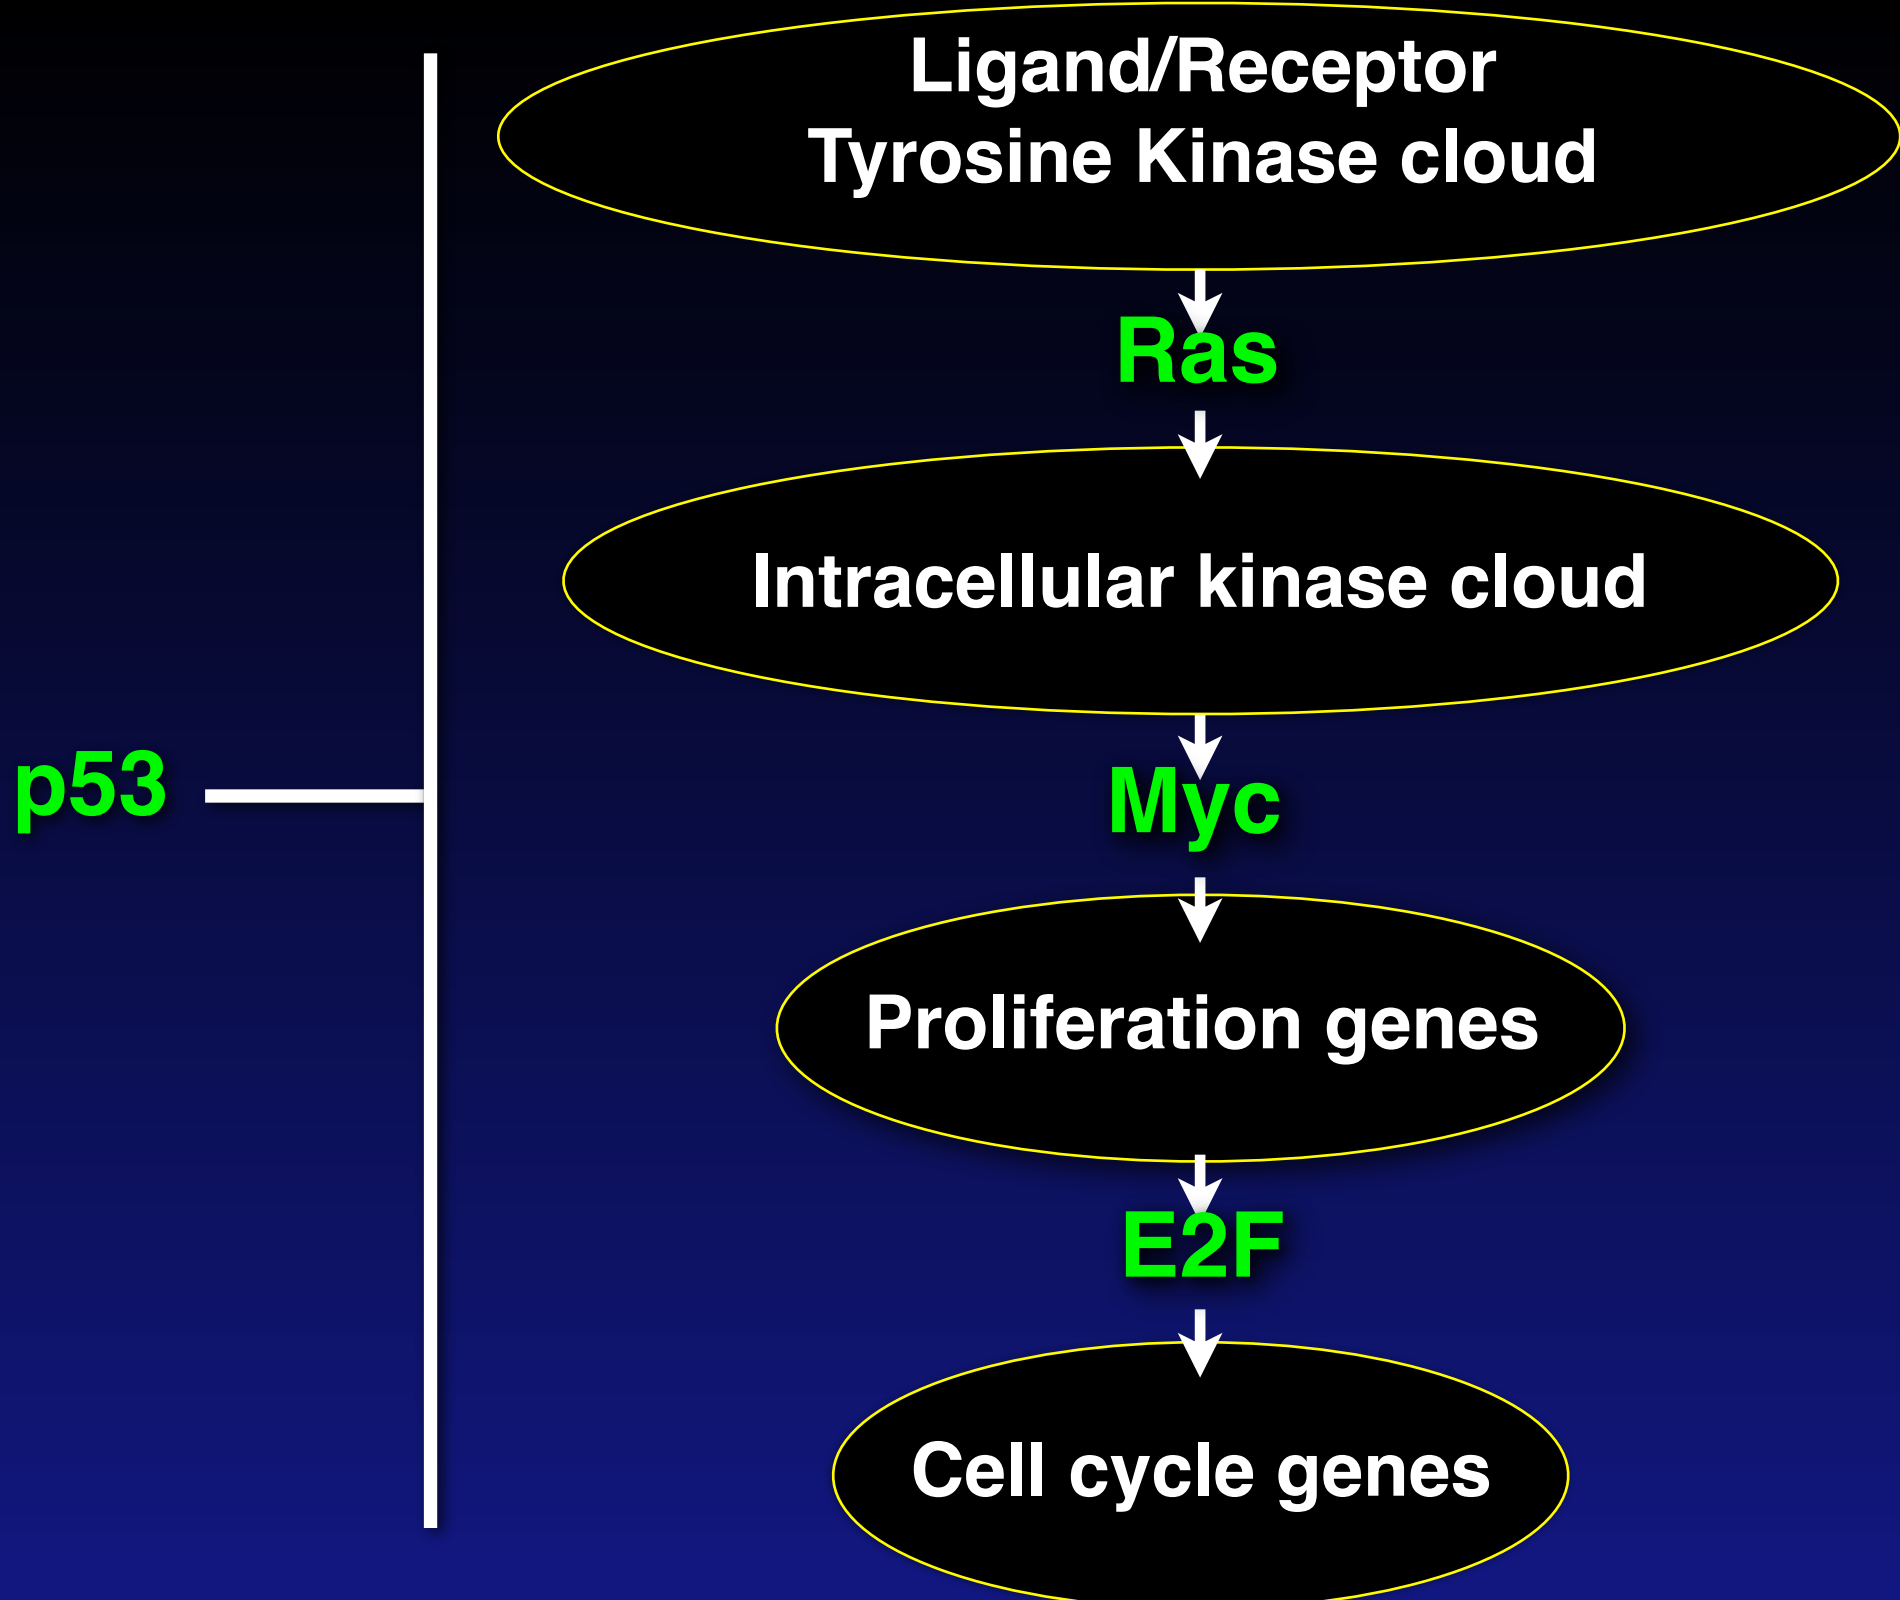 Ligand/Receptor
Tyrosine Kinase cloud
Ras
Intracellular kinase cloud
p53
Myc
Proliferation genes
E2F
Cell cycle genes